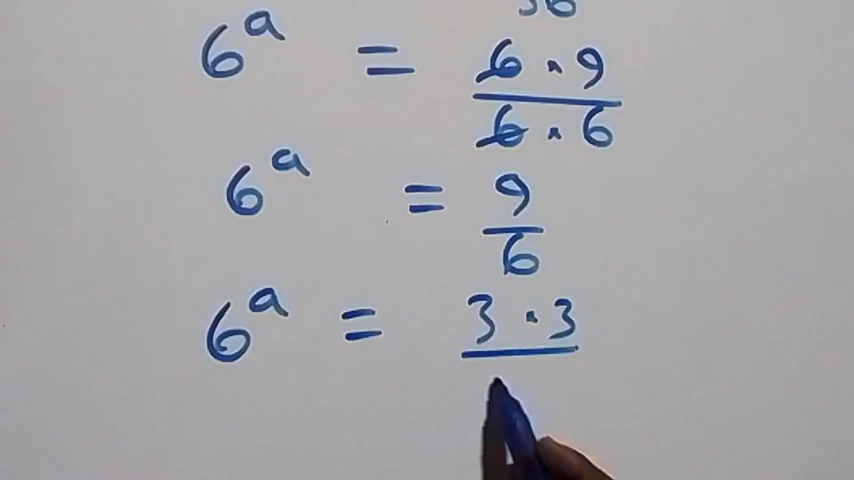 6^a = (6 · 9)/(6 · 6)
6^a = 9/6
6^a = 3 · 3